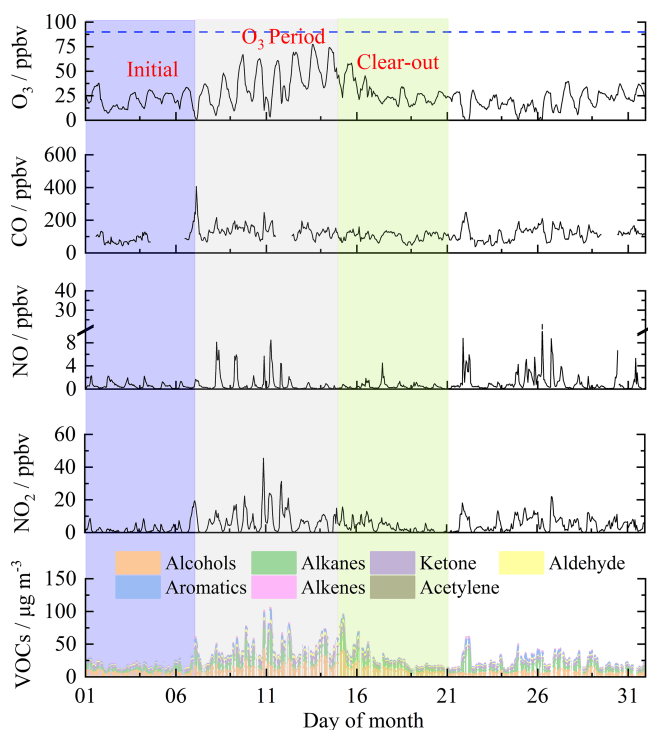 100
75
50
25
0
O₃ / ppbv
Initial
O₃ Period
Clear-out
600
400
200
0
CO / ppbv
40
30
8
4
0
NO / ppbv
60
40
20
0
NO₂ / ppbv
Alcohols Alkanes Ketone Aldehyde
Aromatics Alkenes Acetylene
150
100
50
0
VOCs / μg m⁻³
01 06 11 16 21 26 31
Day of month